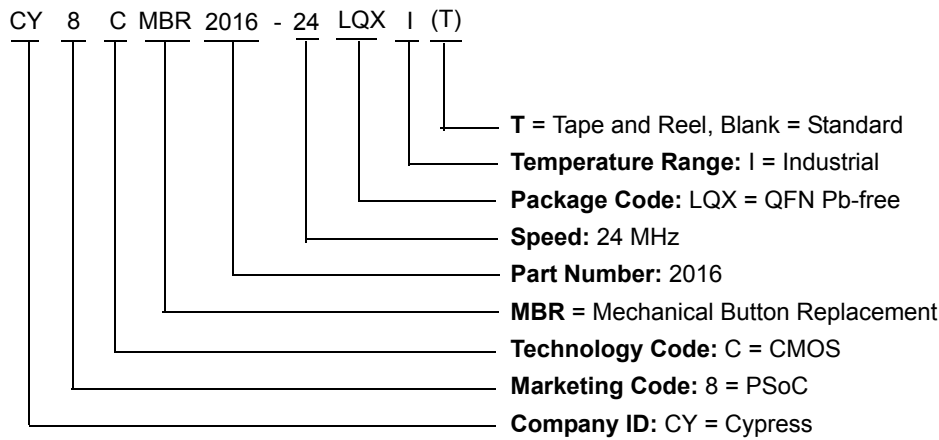 CY 8 C MBR 2016 - 24 LQX I (T)
T = Tape and Reel, Blank = Standard
Temperature Range: I = Industrial
Package Code: LQX = QFN Pb-free
Speed: 24 MHz
Part Number: 2016
MBR = Mechanical Button Replacement
Technology Code: C = CMOS
Marketing Code: 8 = PSoC
Company ID: CY = Cypress